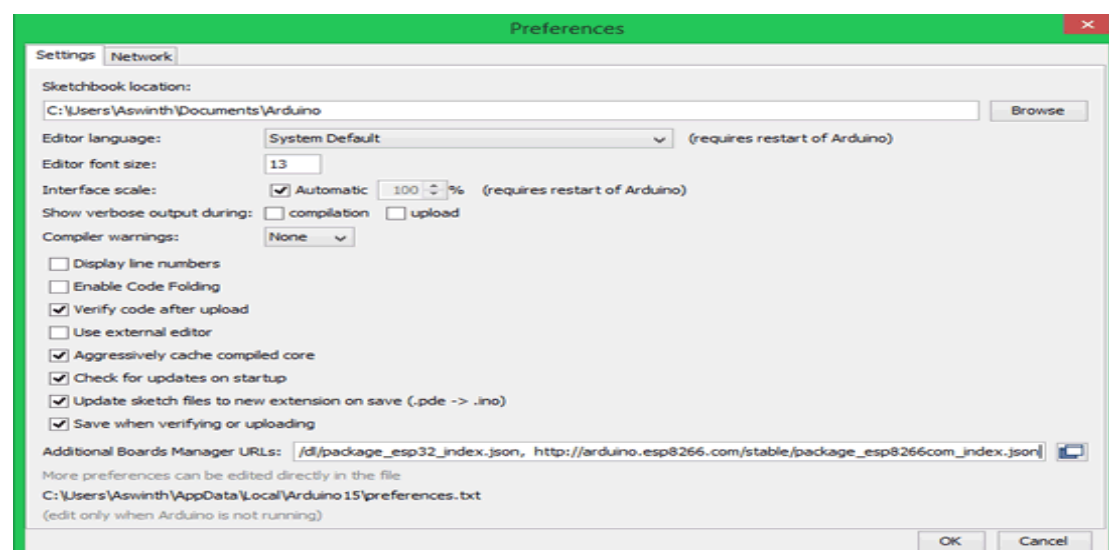 Preferences
Settings Network
Sketchbook location:
C:\Users\Aswinth\Documents\Arduino Browse
Editor language: System Default (requires restart of Arduino)
Editor font size: 13
Interface scale: Automatic 100 % (requires restart of Arduino)
Show verbose output during: compilation upload
Compiler warnings: None
Display line numbers
Enable Code Folding
Verify code after upload
Use external editor
Aggressively cache compiled core
Check for updates on startup
Update sketch files to new extension on save (.pde -> .ino)
Save when verifying or uploading
Additional Boards Manager URLs: /dl/package_esp32_index.json, http://arduino.esp8266.com/stable/package_esp8266com_index.json
More preferences can be edited directly in the file
C:\Users\Aswinth\AppData\Local\Arduino15\preferences.txt
(edit only when Arduino is not running)
OK Cancel